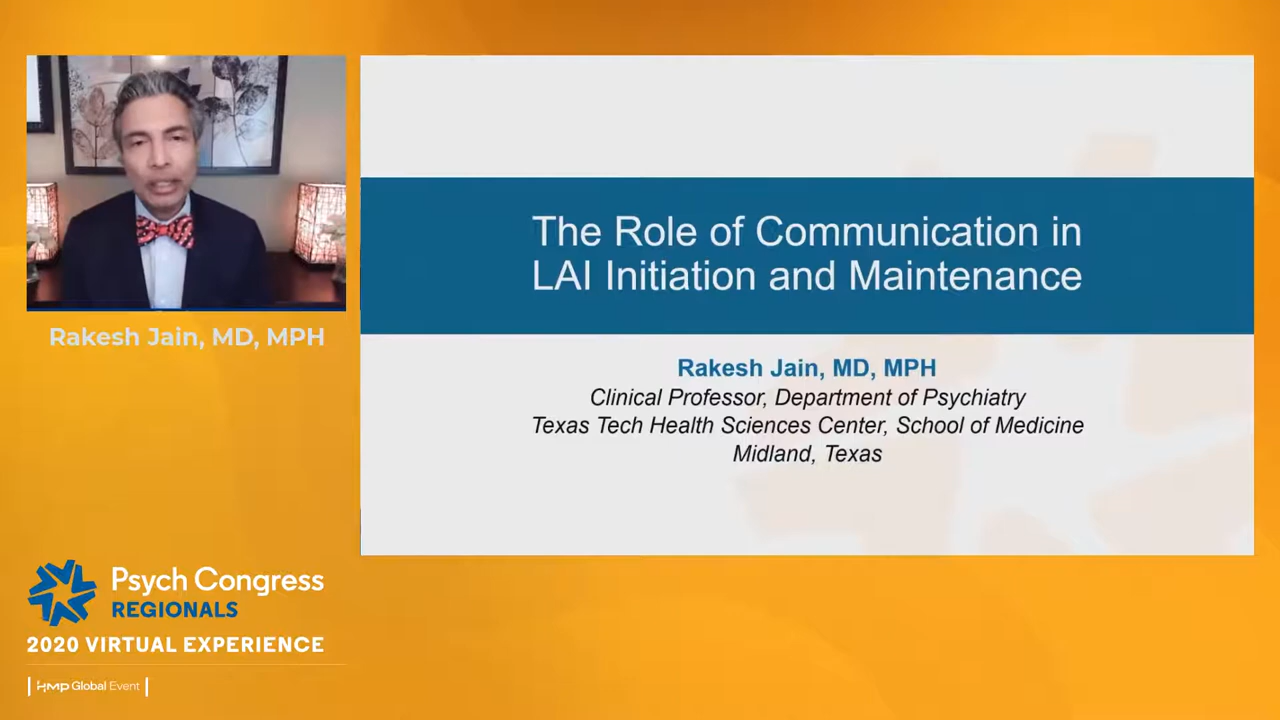 Rakesh Jain, MD, MPH
The Role of Communication in
LAI Initiation and Maintenance
Rakesh Jain, MD, MPH
Clinical Professor, Department of Psychiatry
Texas Tech Health Sciences Center, School of Medicine
Midland, Texas
Psych Congress
REGIONALS
2020 VIRTUAL EXPERIENCE
HMP Global Event